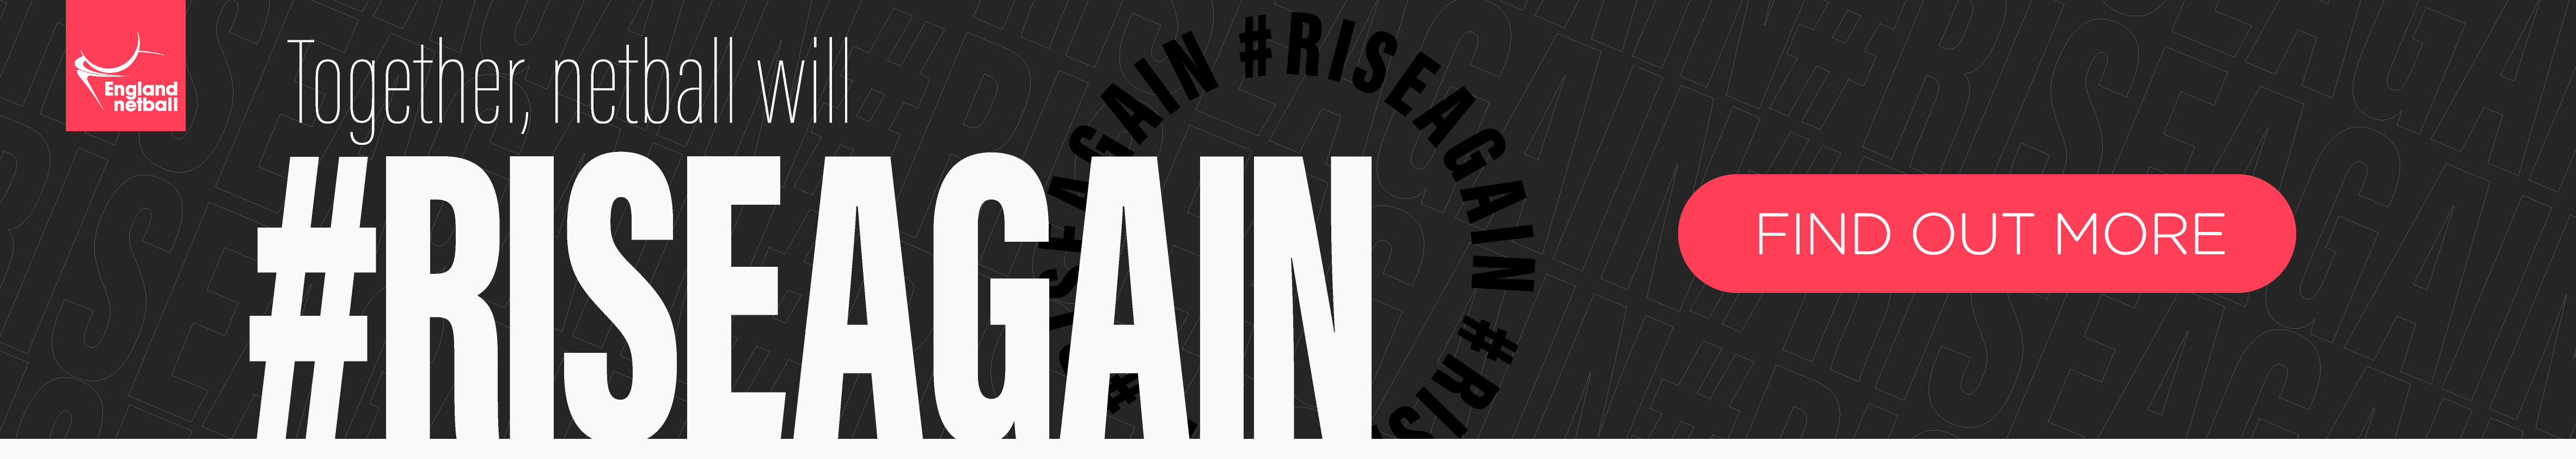 England
netball
Together, netball will
#RISEAGAIN
#RISEAGAIN #RISEAGAIN #RIS
FIND OUT MORE